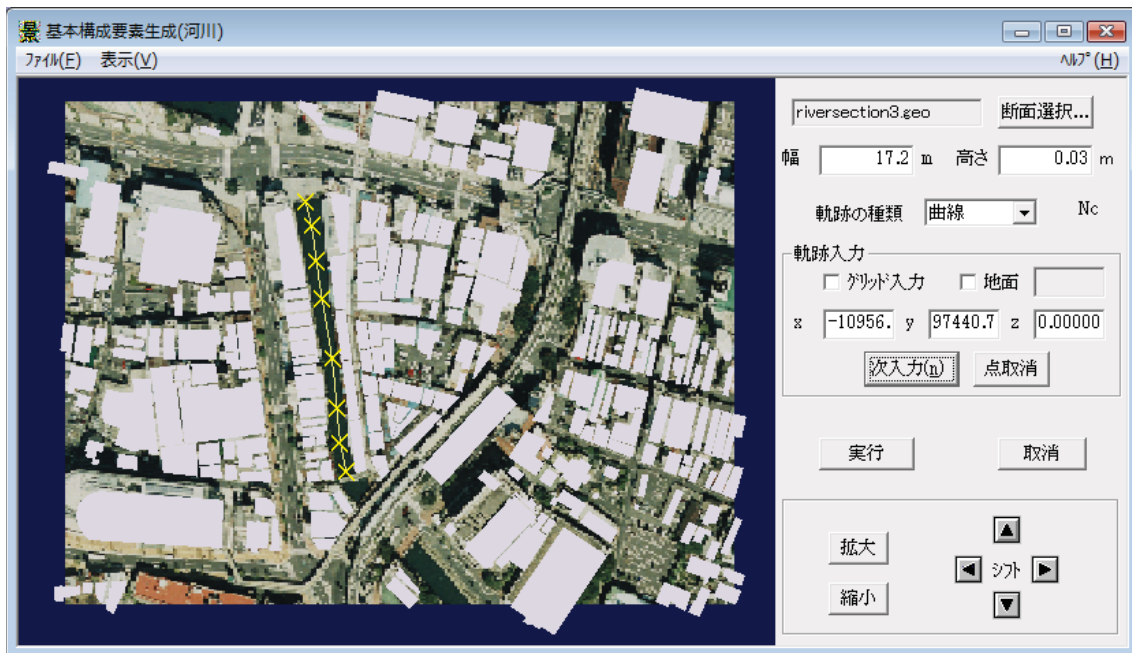 景 基本構成要素生成(河川)
ﾌｧｲﾙ(F) 表示(V) ﾍﾙﾌﾟ(H)
riversection3.geo 断面選択...
幅 17.2 m 高さ 0.03 m
軌跡の種類 曲線 Nc
軌跡入力
ｸﾞﾘｯﾄﾞ入力 地面
x -10956. y 97440.7 z 0.00000
次入力(n) 点取消
実行 取消
拡大
ｼﾌﾄ
縮小